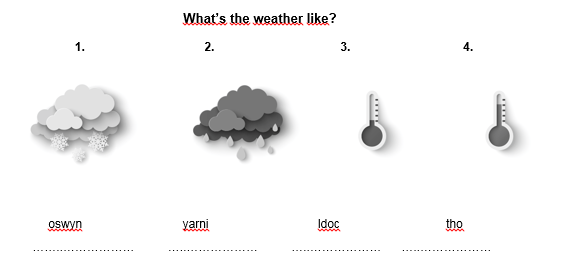 What's the weather like?
1. 2. 3. 4.
oswyn yarni ldoc tho